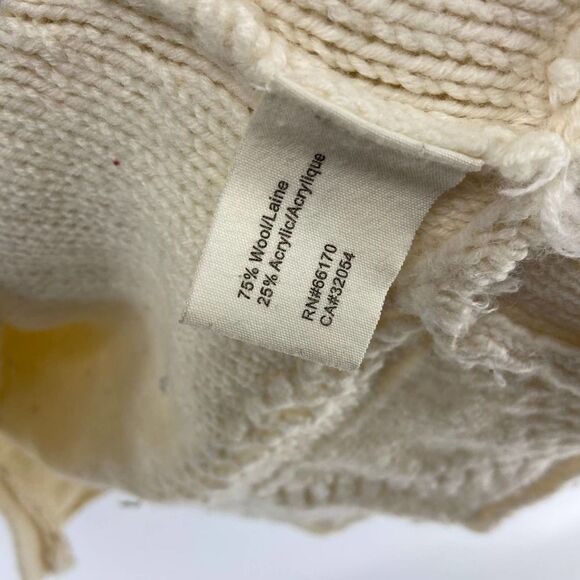 75% Wool/Laine
25% Acrylic/Acrylique
RN#66170
CA#32054